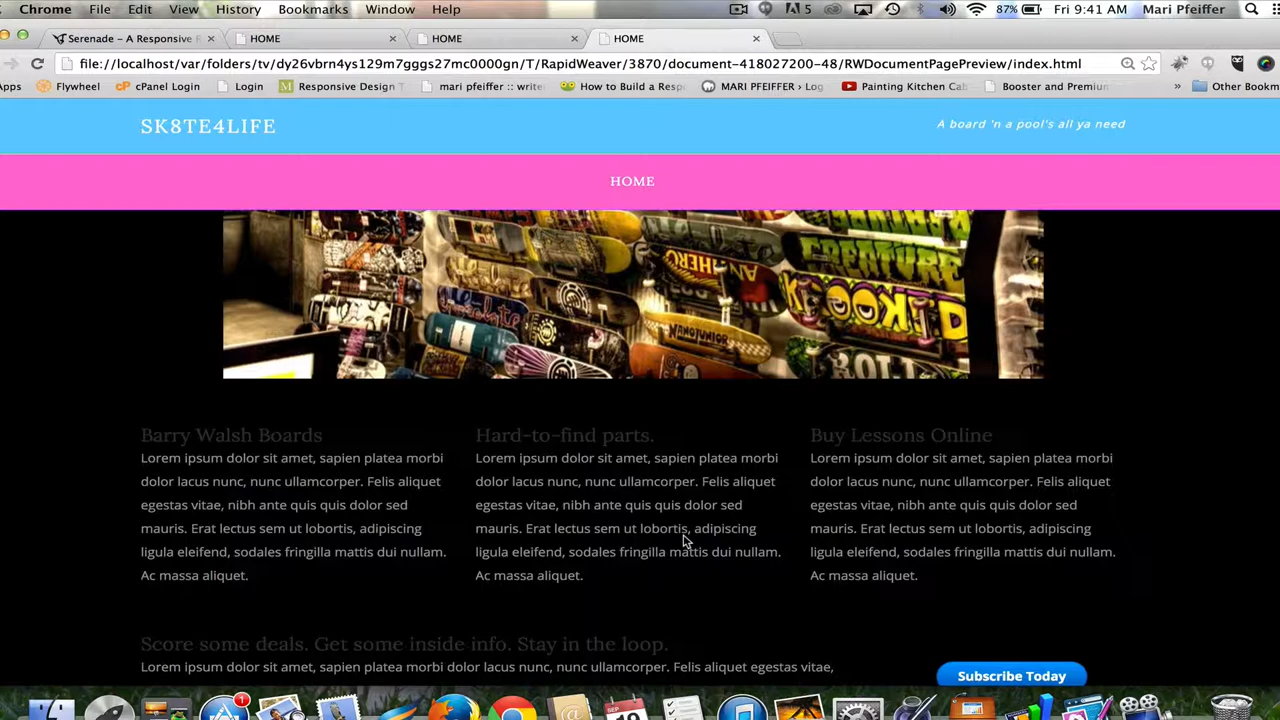 Chrome File Edit View History Bookmarks Window Help 5 87% Fri 9:41 AM Mari Pfeiffer
Serenade – A Responsive R × HOME × HOME × HOME ×
file://localhost/var/folders/tv/dy26vbrn4ys129m7gggs27mc0000gn/T/RapidWeaver/3870/document-418027200-48/RWDocumentPagePreview/index.html
Apps Flywheel cPanel Login Login M Responsive Design T mari pfeiffer :: write How to Build a Resp MARI PFEIFFER › Log Painting Kitchen Cab Booster and Premiun » Other Bookm
SK8TE4LIFE
A board 'n a pool's all ya need
HOME
CREATURE
ANTIHERO
KROOKED
chocolate
NANOJUNIOR
ROLL
Barry Walsh Boards
Lorem ipsum dolor sit amet, sapien platea morbi
dolor lacus nunc, nunc ullamcorper. Felis aliquet
egestas vitae, nibh ante quis quis dolor sed
mauris. Erat lectus sem ut lobortis, adipiscing
ligula eleifend, sodales fringilla mattis dui nullam.
Ac massa aliquet.
Hard-to-find parts.
Lorem ipsum dolor sit amet, sapien platea morbi
dolor lacus nunc, nunc ullamcorper. Felis aliquet
egestas vitae, nibh ante quis quis dolor sed
mauris. Erat lectus sem ut lobortis, adipiscing
ligula eleifend, sodales fringilla mattis dui nullam.
Ac massa aliquet.
Buy Lessons Online
Lorem ipsum dolor sit amet, sapien platea morbi
dolor lacus nunc, nunc ullamcorper. Felis aliquet
egestas vitae, nibh ante quis quis dolor sed
mauris. Erat lectus sem ut lobortis, adipiscing
ligula eleifend, sodales fringilla mattis dui nullam.
Ac massa aliquet.
Score some deals. Get some inside info. Stay in the loop.
Lorem ipsum dolor sit amet, sapien platea morbi dolor lacus nunc, nunc ullamcorper. Felis aliquet egestas vitae,
Subscribe Today
1